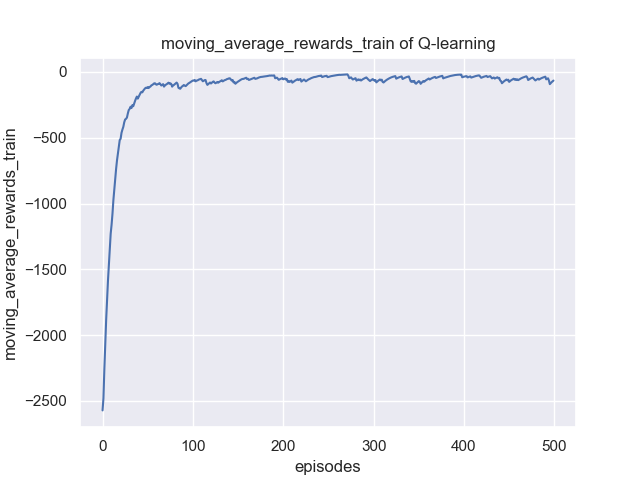 moving_average_rewards_train of Q-learning
0
−500
−1000
−1500
−2000
−2500
moving_average_rewards_train
0 100 200 300 400 500
episodes